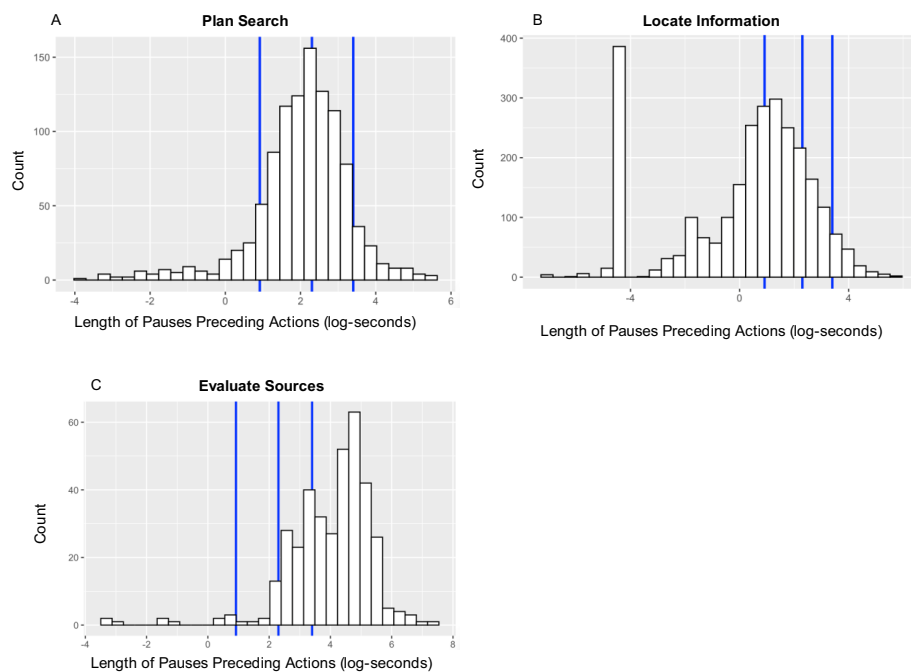 A
Plan Search
150
100
50
0
Count
-4 -2 0 2 4 6
Length of Pauses Preceding Actions (log-seconds)
B
Locate Information
400
300
200
100
0
Count
-4 0 4
Length of Pauses Preceding Actions (log-seconds)
C
Evaluate Sources
60
40
20
0
Count
-4 -2 0 2 4 6 8
Length of Pauses Preceding Actions (log-seconds)